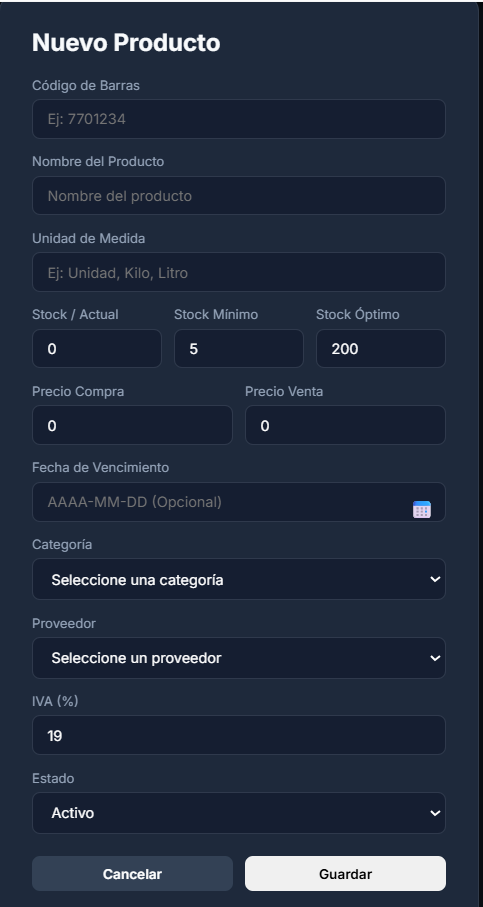 Nuevo Producto
Código de Barras
Ej: 7701234
Nombre del Producto
Nombre del producto
Unidad de Medida
Ej: Unidad, Kilo, Litro
Stock / Actual Stock Mínimo Stock Óptimo
0 5 200
Precio Compra Precio Venta
0 0
Fecha de Vencimiento
AAAA-MM-DD (Opcional)
Categoría
Seleccione una categoría
Proveedor
Seleccione un proveedor
IVA (%)
19
Estado
Activo
Cancelar Guardar